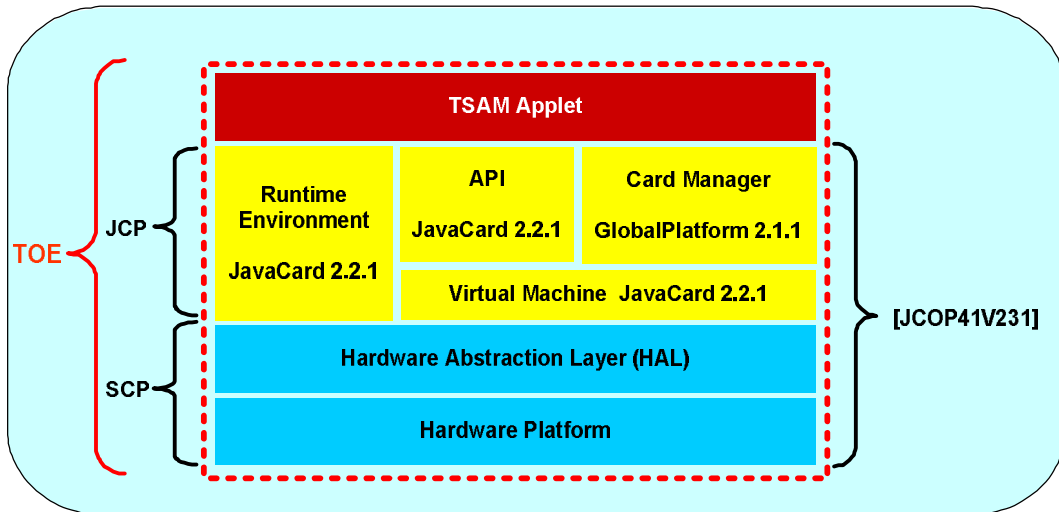 TSAM Applet
Runtime
Environment
JavaCard 2.2.1
API
JavaCard 2.2.1
Card Manager
GlobalPlatform 2.1.1
Virtual Machine JavaCard 2.2.1
Hardware Abstraction Layer (HAL)
Hardware Platform
TOE
JCP
SCP
[JCOP41V231]